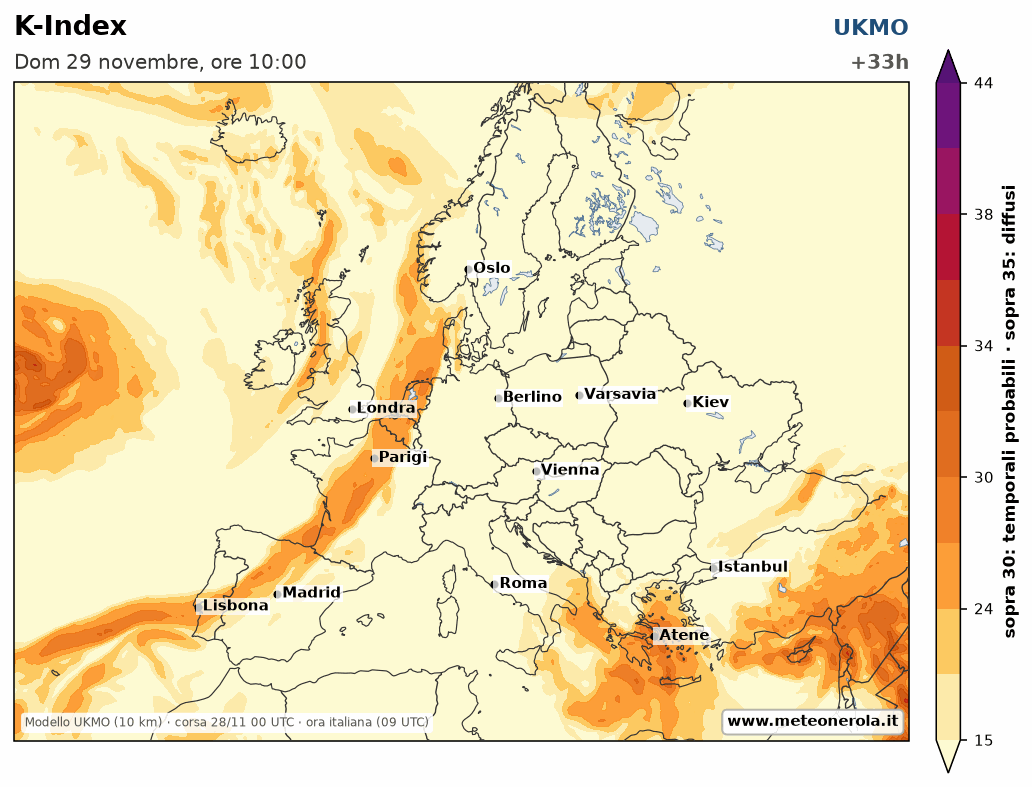 K-Index
UKMO
Dom 29 novembre, ore 10:00
+33h
44
38
34
30
24
15
sopra 30: temporali probabili · sopra 35: diffusi
Oslo
Berlino
Varsavia
Kiev
Londra
Parigi
Vienna
Istanbul
Roma
Madrid
Lisbona
Atene
Modello UKMO (10 km) · corsa 28/11 00 UTC · ora italiana (09 UTC)
www.meteonerola.it